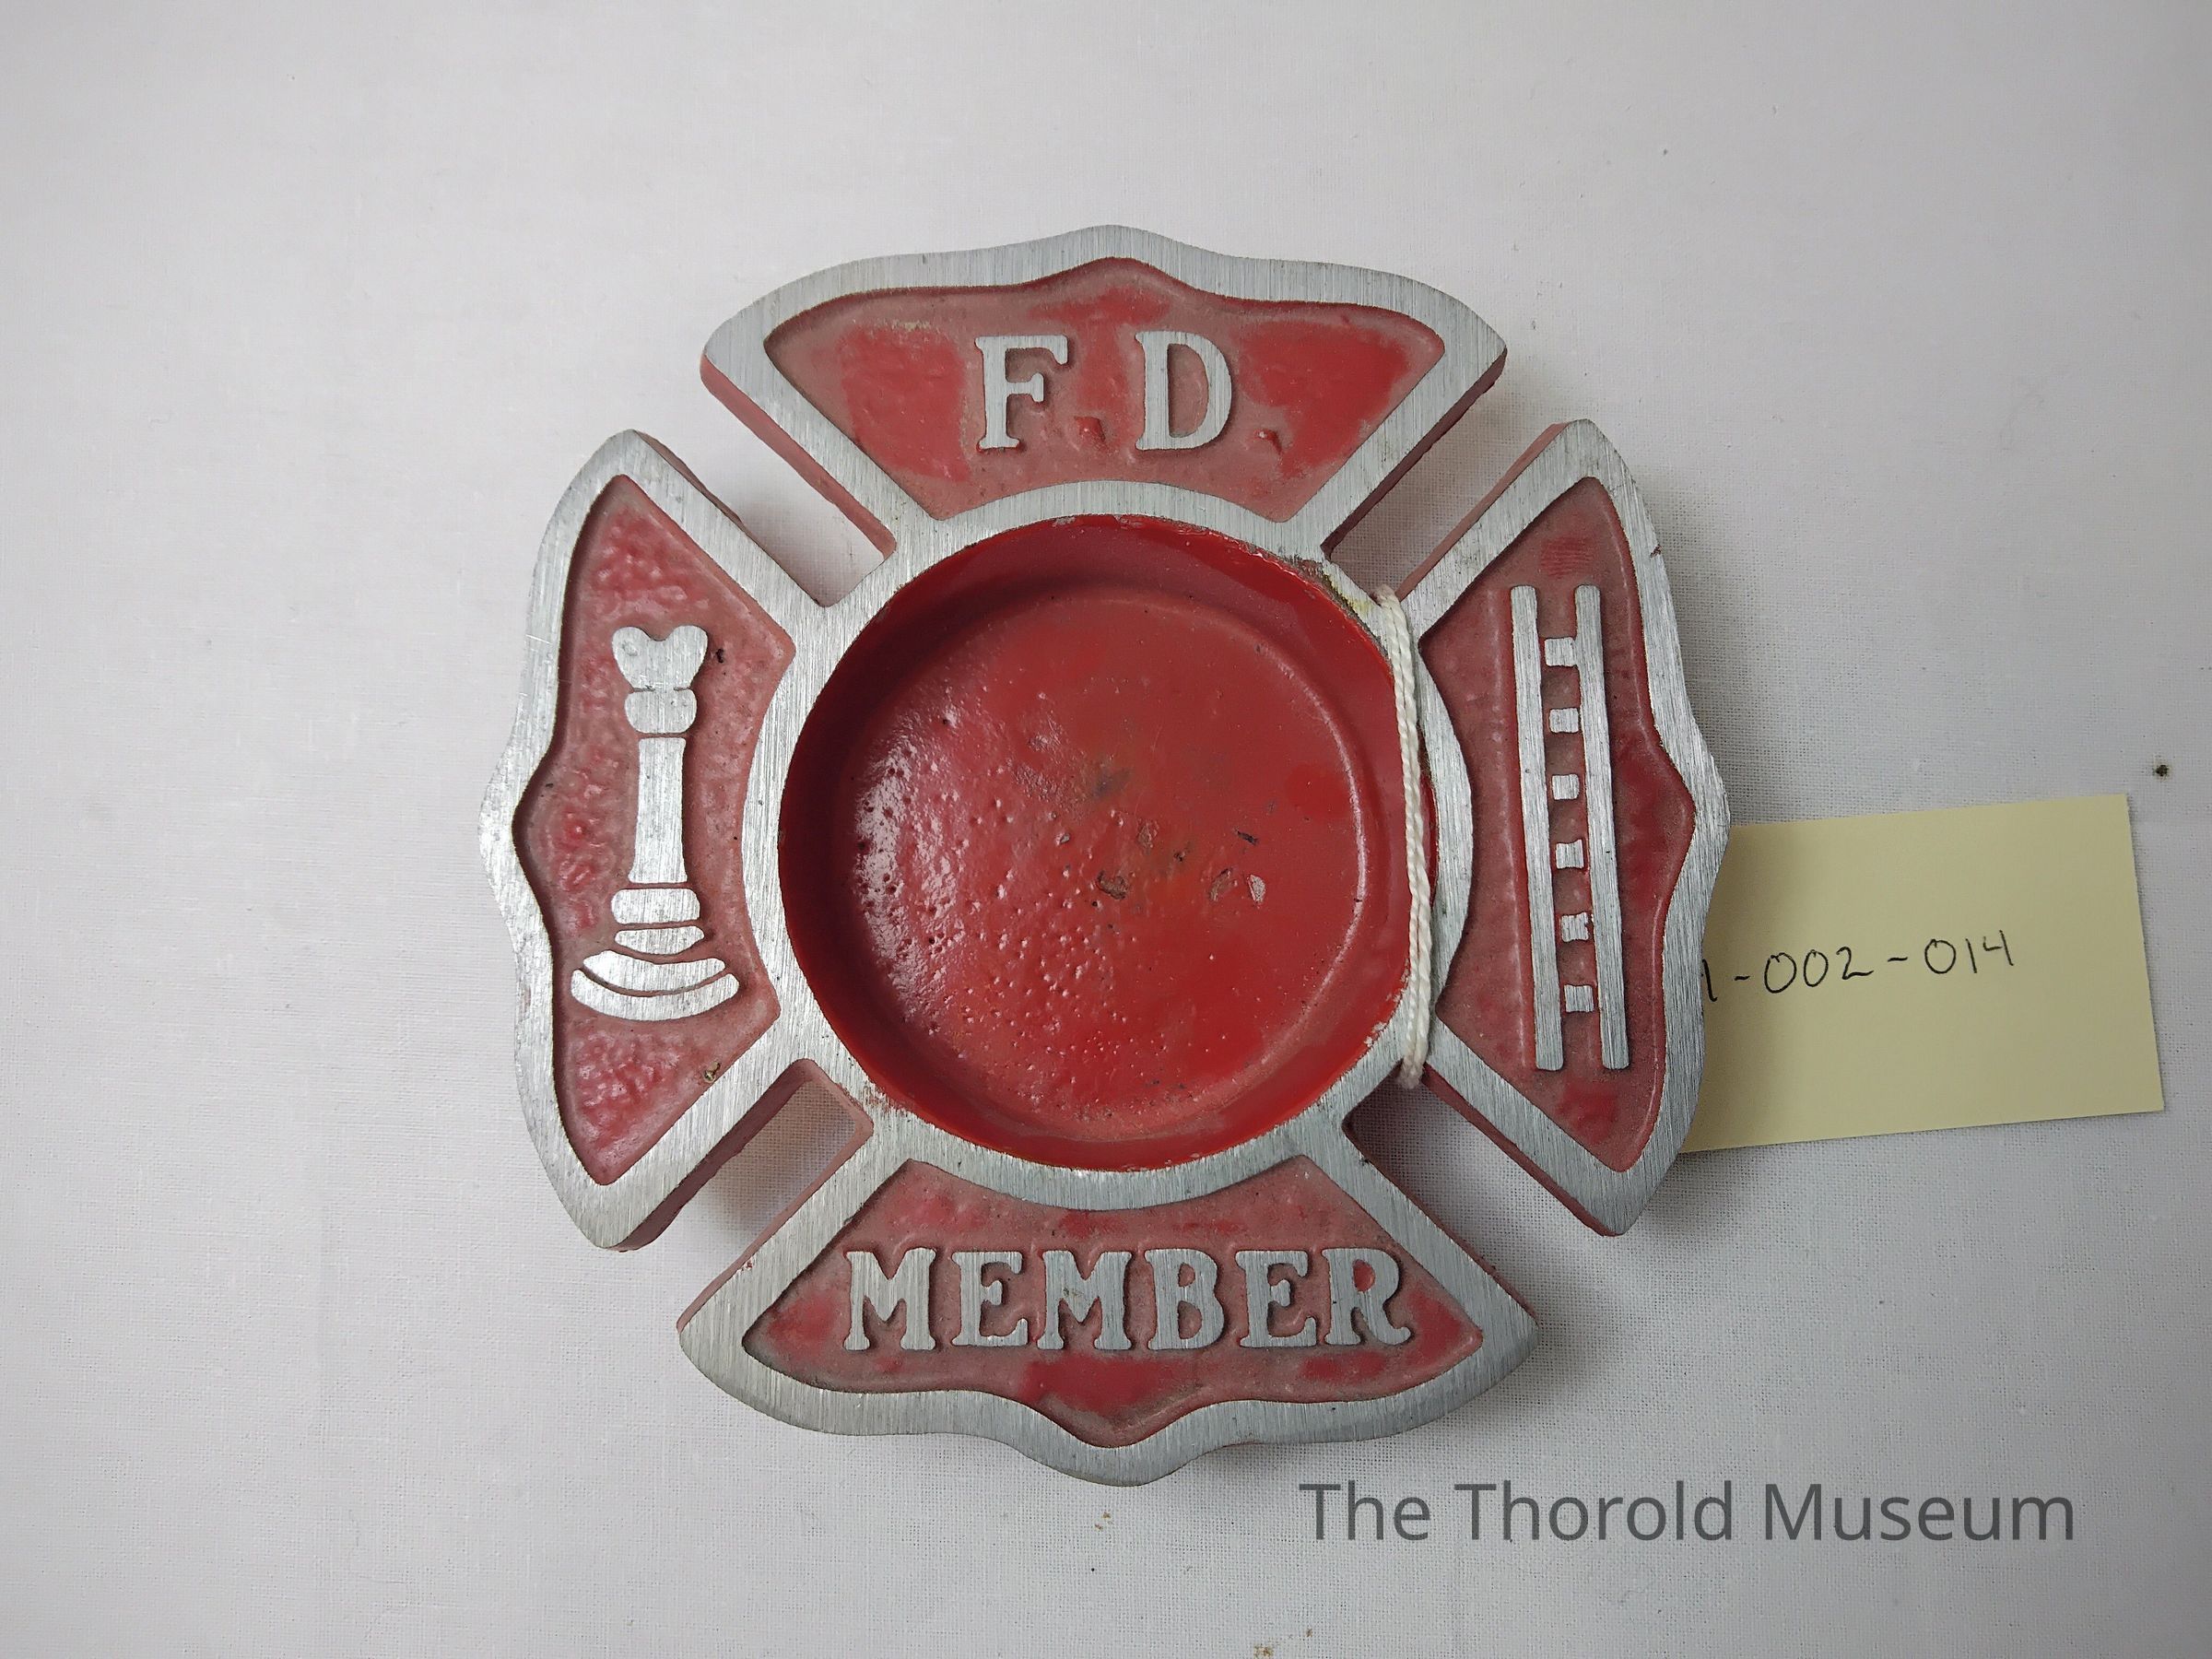 F.D.
MEMBER
1-002-014
The Thorold Museum